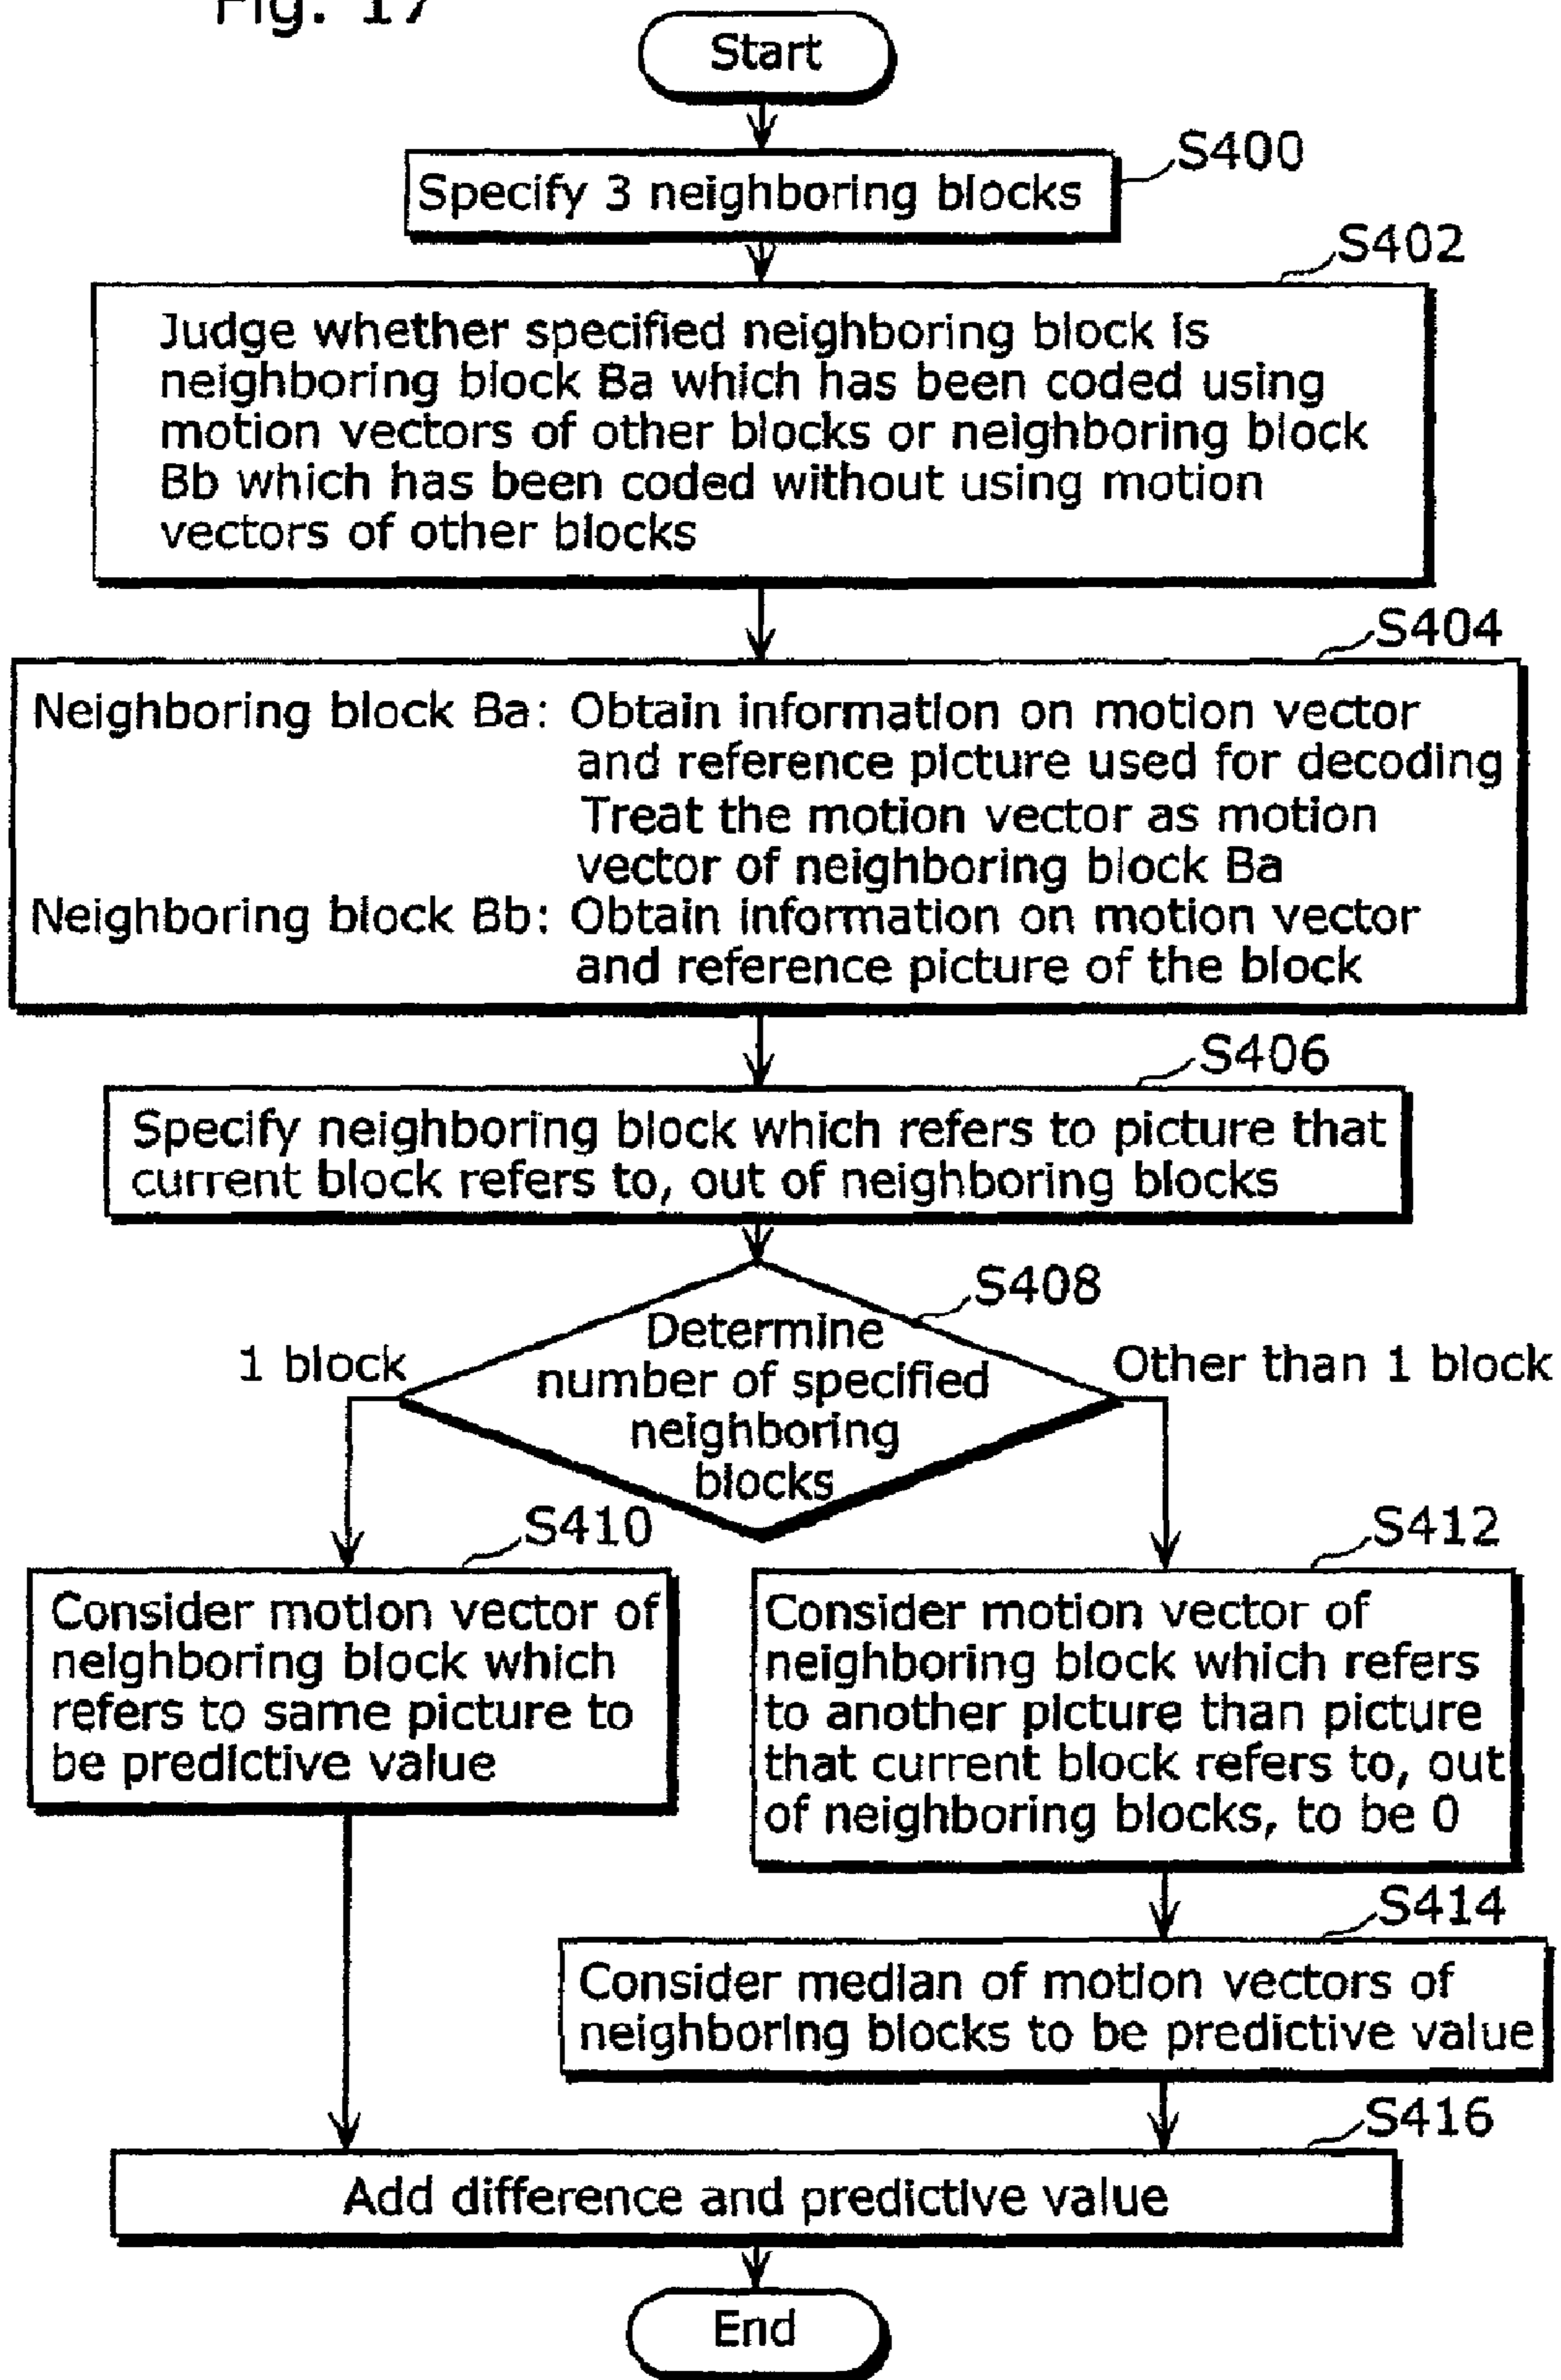 Fig. 17
Start
S400
Specify 3 neighboring blocks
S402
Judge whether specified neighboring block is
neighboring block Ba which has been coded using
motion vectors of other blocks or neighboring block
Bb which has been coded without using motion
vectors of other blocks
S404
Neighboring block Ba: Obtain information on motion vector
and reference picture used for decoding
Treat the motion vector as motion
vector of neighboring block Ba
Neighboring block Bb: Obtain information on motion vector
and reference picture of the block
S406
Specify neighboring block which refers to picture that
current block refers to, out of neighboring blocks
S408
Determine
number of specified
neighboring
blocks
1 block
Other than 1 block
S410
Consider motion vector of
neighboring block which
refers to same picture to
be predictive value
S412
Consider motion vector of
neighboring block which refers
to another picture than picture
that current block refers to, out
of neighboring blocks, to be 0
S414
Consider median of motion vectors of
neighboring blocks to be predictive value
S416
Add difference and predictive value
End